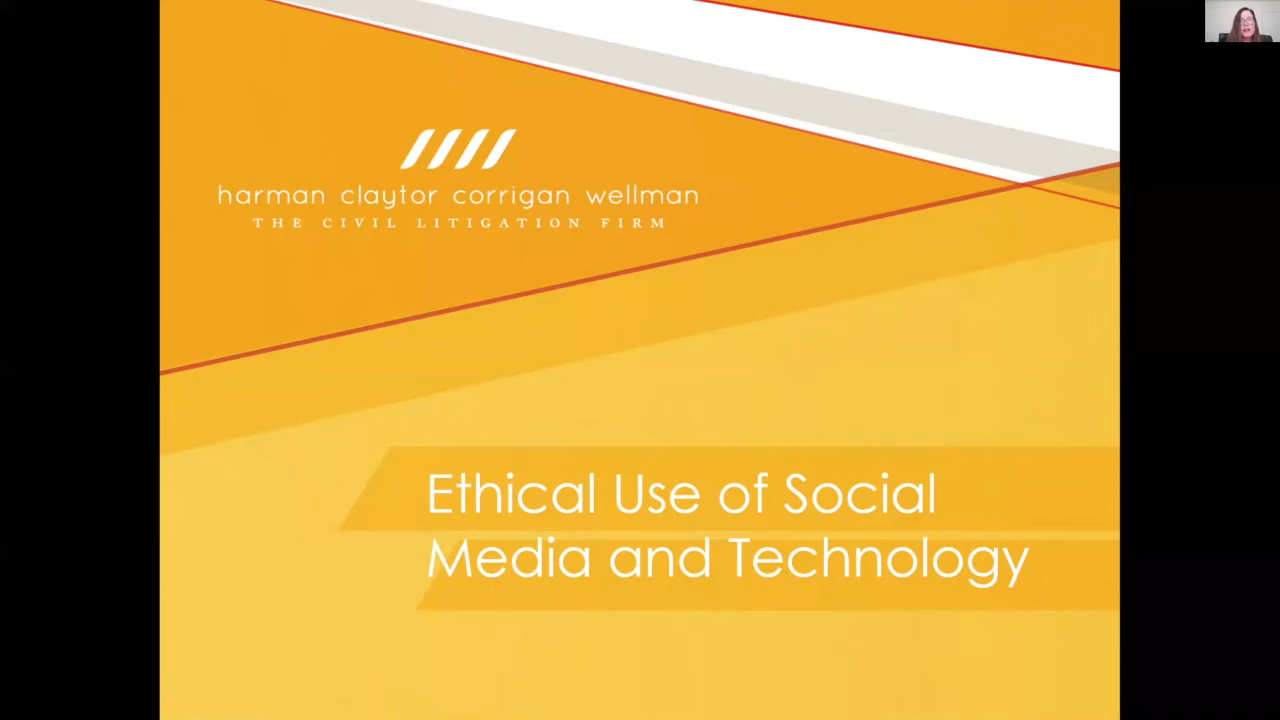 harman claytor corrigan wellman
THE CIVIL LITIGATION FIRM
Ethical Use of Social
Media and Technology